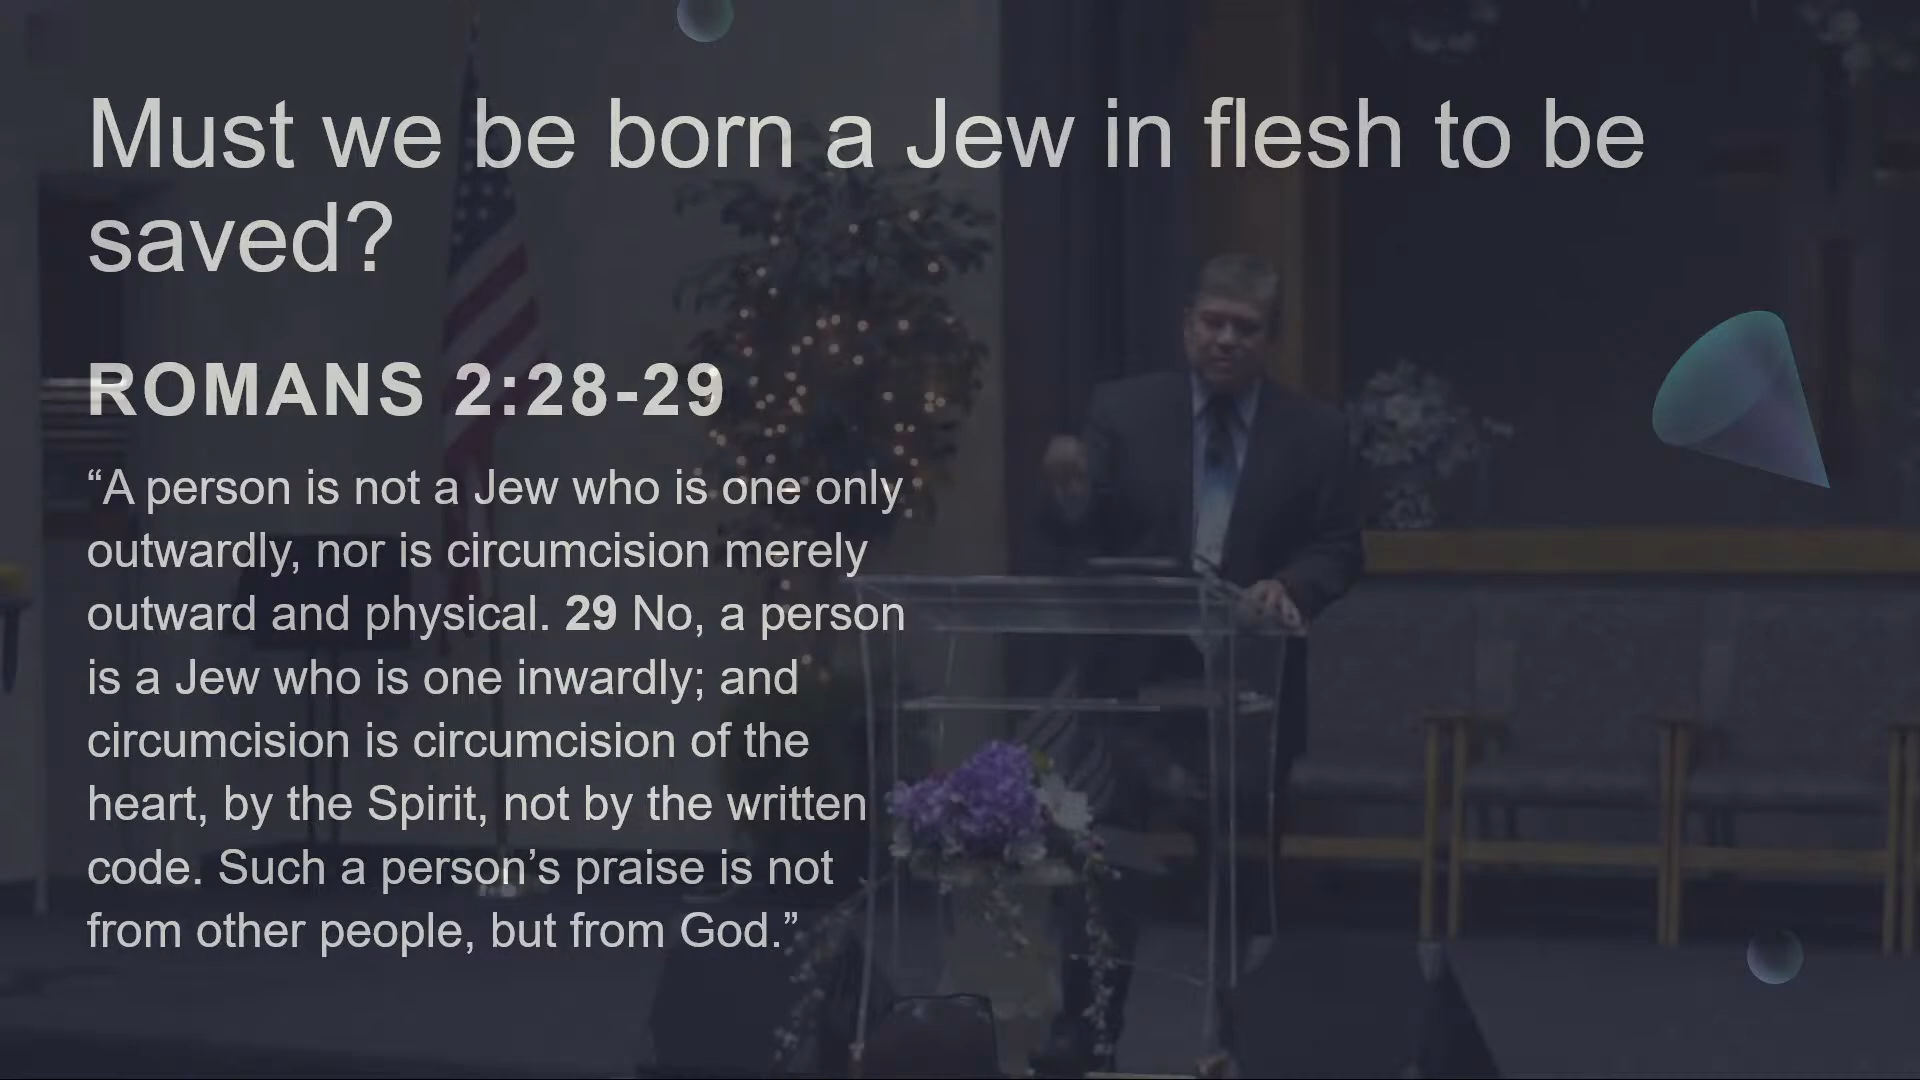 Must we be born a Jew in flesh to be
saved?
ROMANS 2:28-29
“A person is not a Jew who is one only
outwardly, nor is circumcision merely
outward and physical. 29 No, a person
is a Jew who is one inwardly; and
circumcision is circumcision of the
heart, by the Spirit, not by the written
code. Such a person’s praise is not
from other people, but from God.”